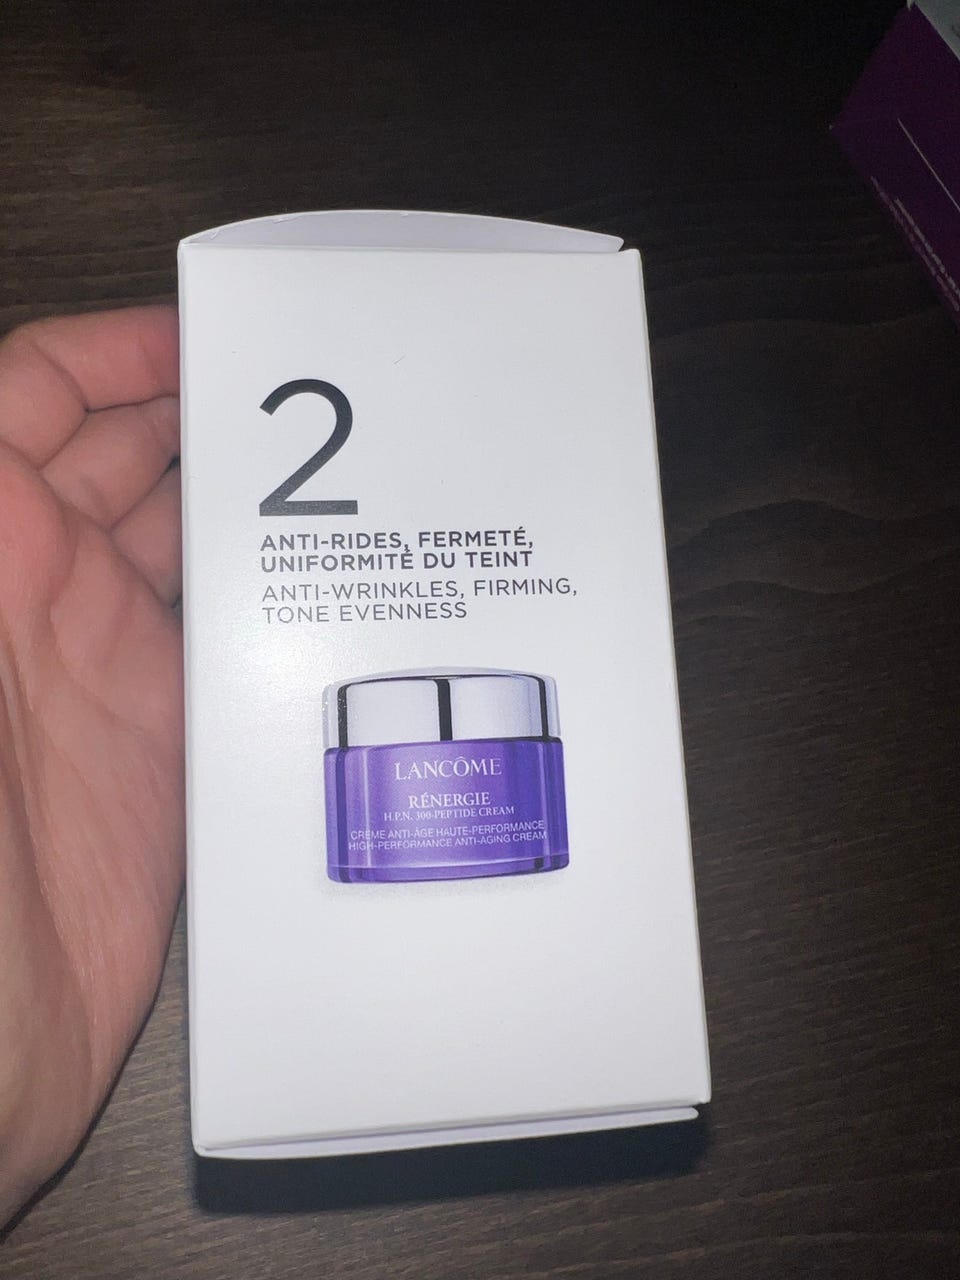 2
ANTI-RIDES, FERMETÉ,
UNIFORMITÉ DU TEINT
ANTI-WRINKLES, FIRMING,
TONE EVENNESS
LANCÔME
RÉNERGIE
H.P.N. 300-PEPTIDE CREAM
CRÈME ANTI-ÂGE HAUTE-PERFORMANCE
HIGH-PERFORMANCE ANTI-AGING CREAM